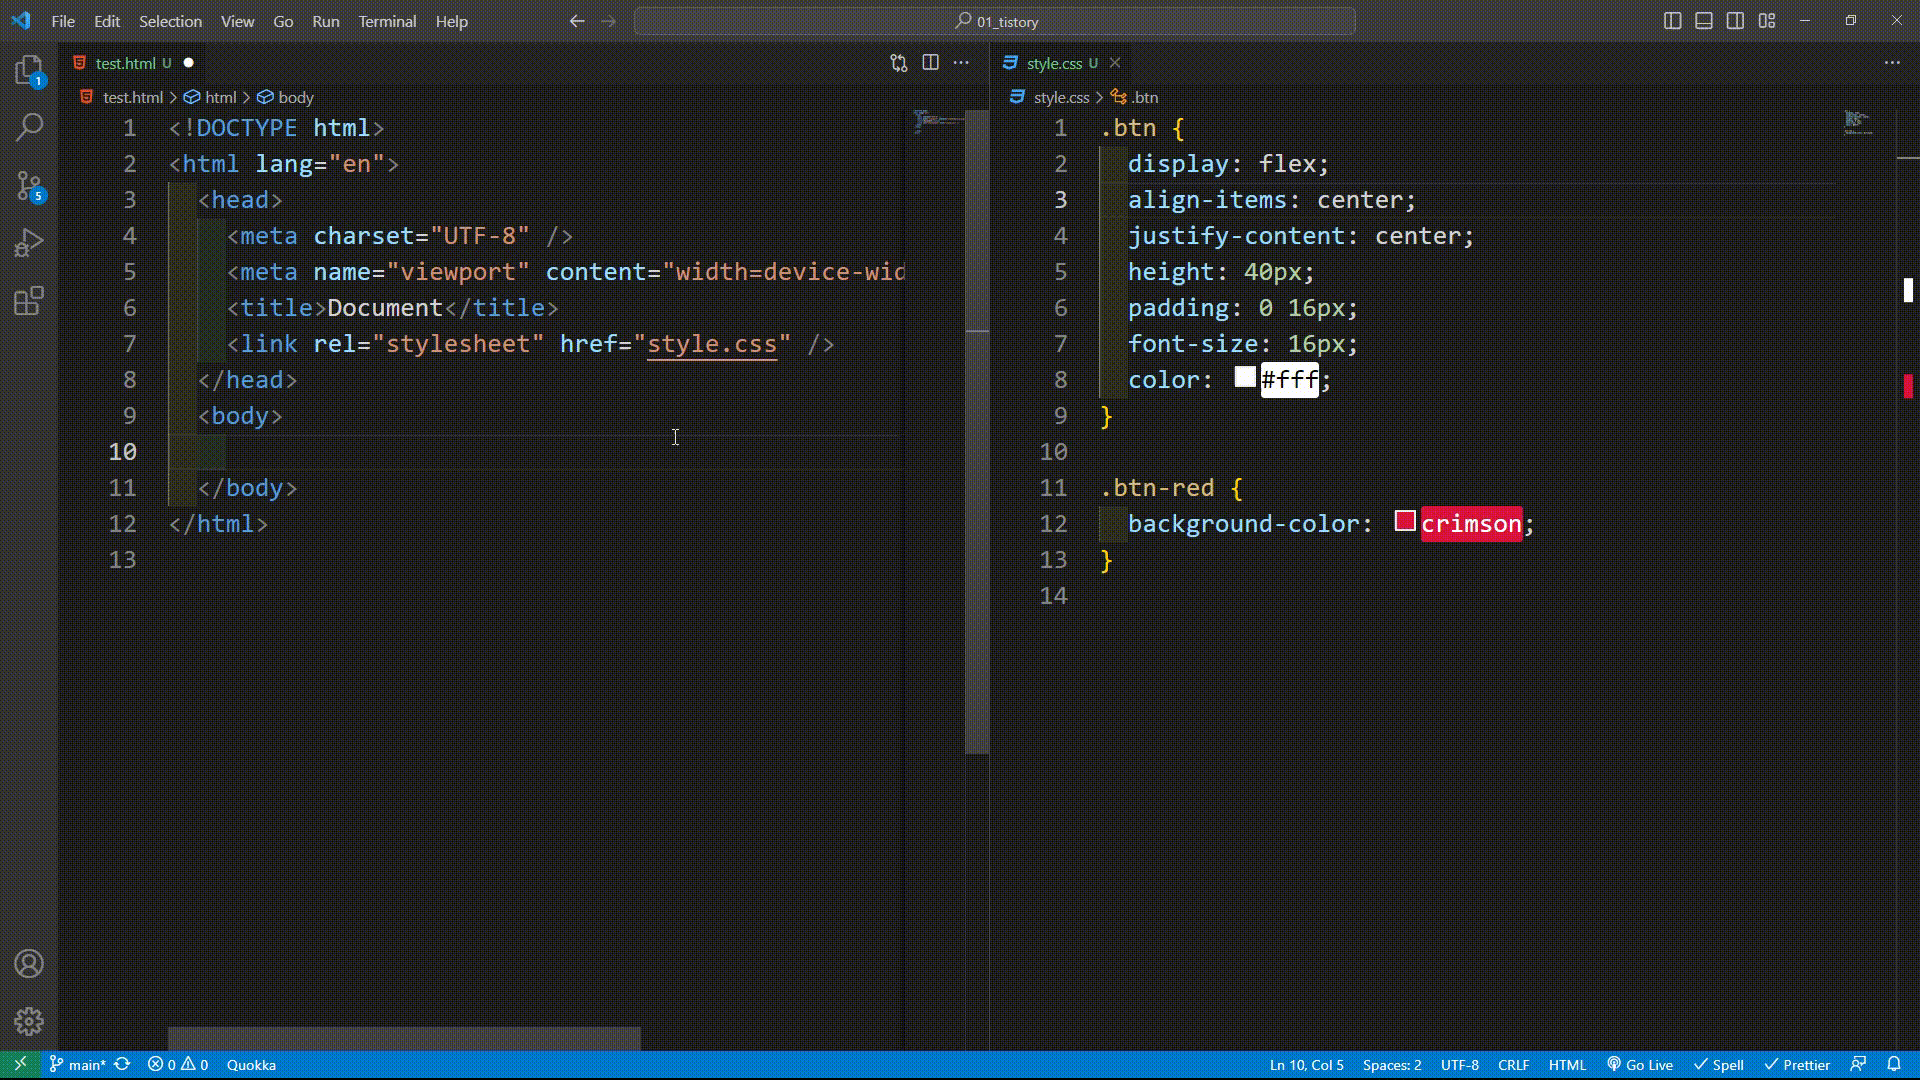 File Edit Selection View Go Run Terminal Help
01_tistory
1
5
test.html U
test.html > html > body
1 <!DOCTYPE html>
2 <html lang="en">
3 <head>
4 <meta charset="UTF-8" />
5 <meta name="viewport" content="width=device-wid
6 <title>Document</title>
7 <link rel="stylesheet" href="style.css" />
8 </head>
9 <body>
10
11 </body>
12 </html>
13
style.css U
style.css > .btn
1 .btn {
2 display: flex;
3 align-items: center;
4 justify-content: center;
5 height: 40px;
6 padding: 0 16px;
7 font-size: 16px;
8 color: #fff;
9 }
10
11 .btn-red {
12 background-color: crimson;
13 }
14
main* 0 0 Quokka
Ln 10, Col 5 Spaces: 2 UTF-8 CRLF HTML Go Live Spell Prettier